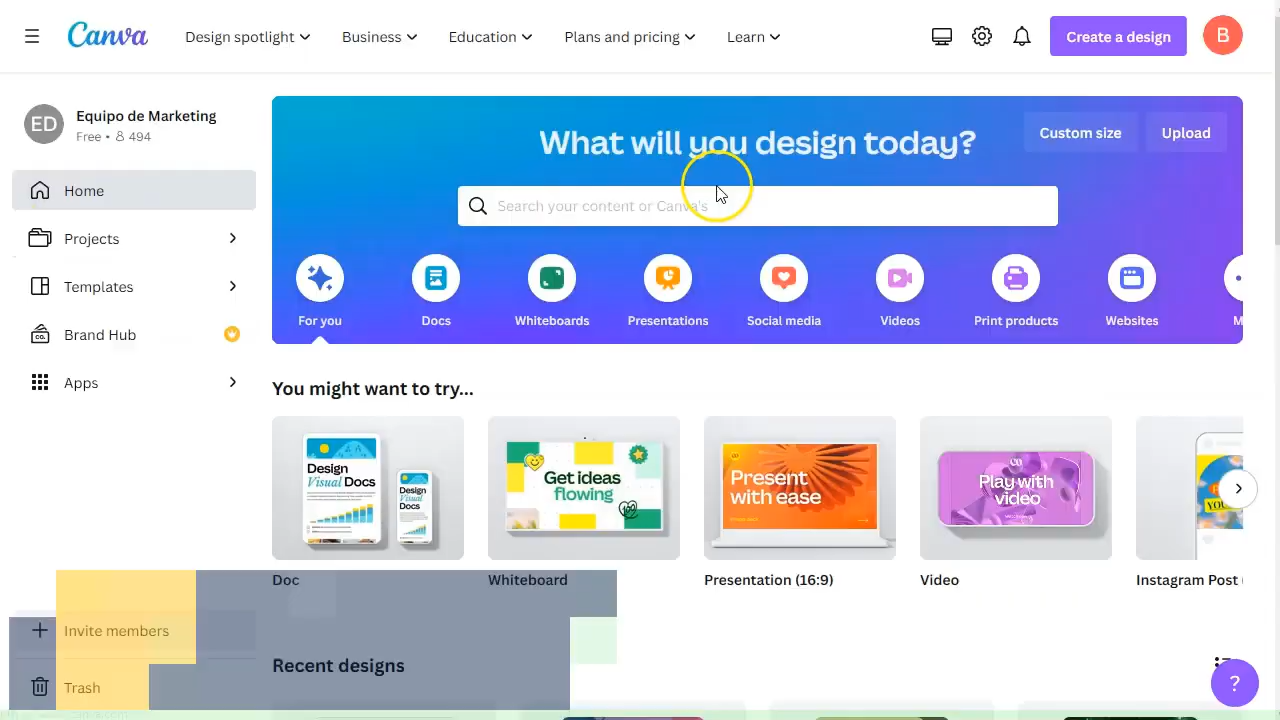 Canva
Design spotlight
Business
Education
Plans and pricing
Learn
Create a design
B
ED
Equipo de Marketing
Free • 494
Home
Projects
Templates
Brand Hub
Apps
Invite members
Trash
What will you design today?
Custom size
Upload
Search your content or Canva's
For you
Docs
Whiteboards
Presentations
Social media
Videos
Print products
Websites
You might want to try...
Design
Visual Docs
Design
Visual Docs
Doc
Get ideas
flowing
Whiteboard
Present
with ease
Presentation (16:9)
Play with
video
Video
Instagram Post (
Recent designs
?